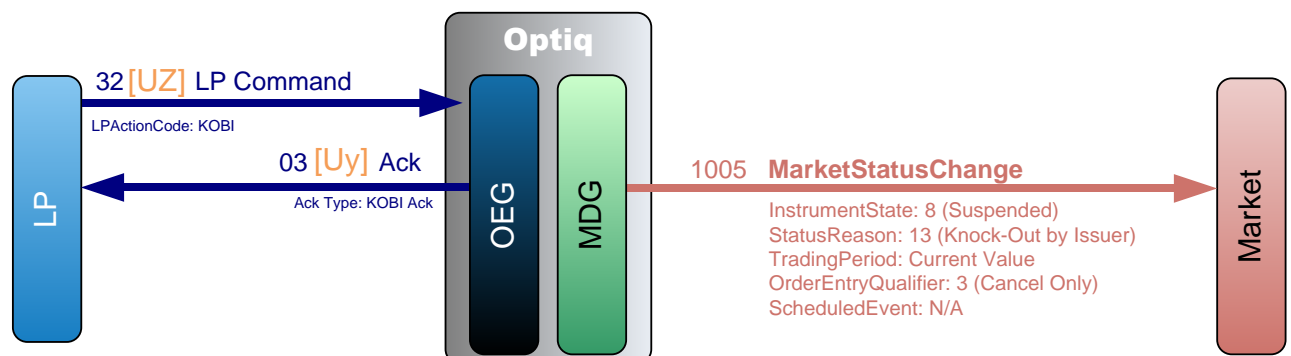 Optiq
32 [UZ] LP Command
LPActionCode: KOBI
03 [Uy] Ack
Ack Type: KOBI Ack
LP
OEG
MDG
1005 MarketStatusChange
InstrumentState: 8 (Suspended)
StatusReason: 13 (Knock-Out by Issuer)
TradingPeriod: Current Value
OrderEntryQualifier: 3 (Cancel Only)
ScheduledEvent: N/A
Market